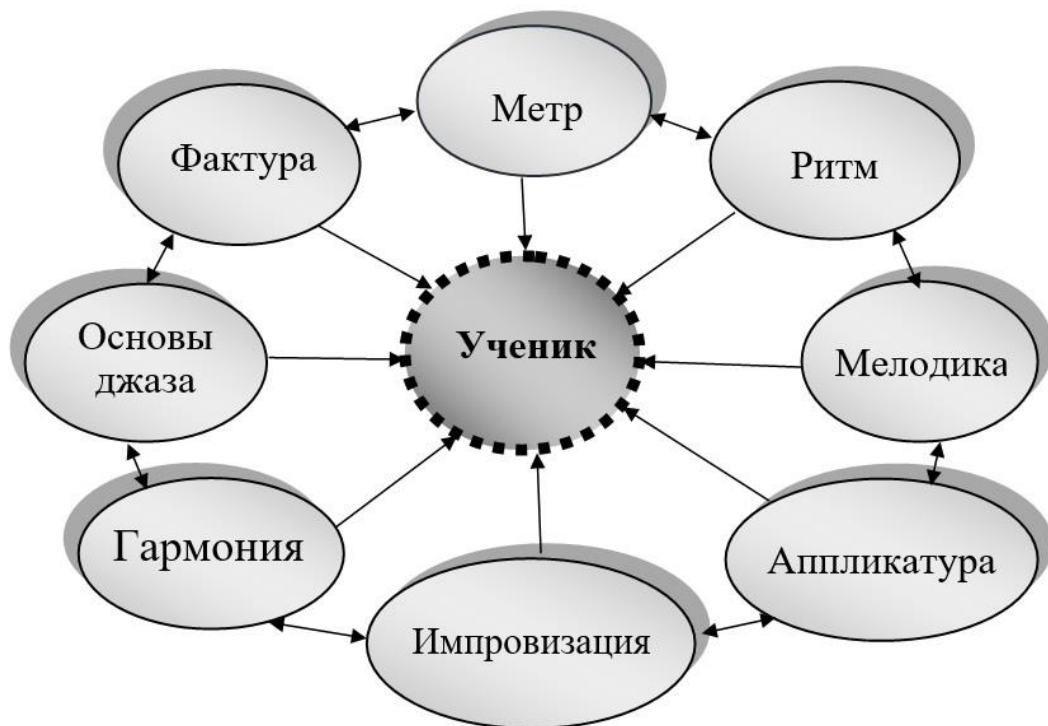 Метр
Фактура
Ритм
Основы
джаза
Ученик
Мелодика
Гармония
Аппликатура
Импровизация